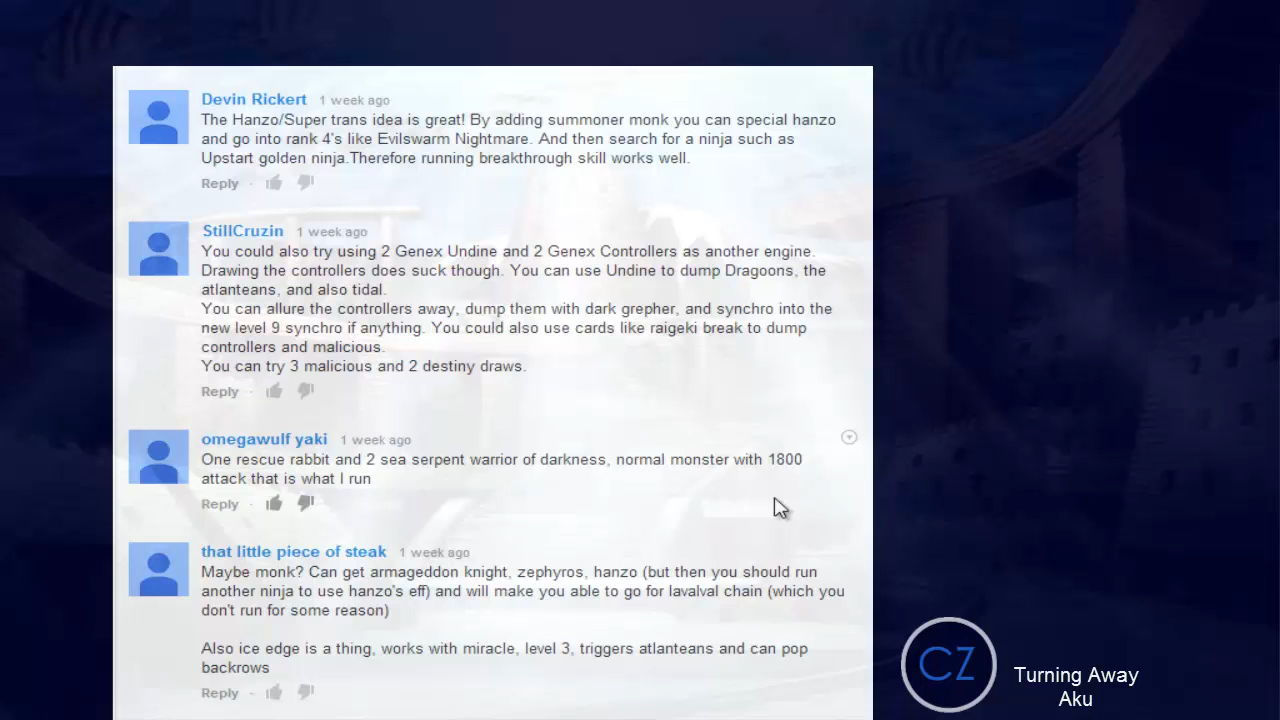 Devin Rickert 1 week ago
The Hanzo/Super trans idea is great! By adding summoner monk you can special hanzo
and go into rank 4's like Evilswarm Nightmare. And then search for a ninja such as
Upstart golden ninja.Therefore running breakthrough skill works well.
Reply ·
StillCruzin 1 week ago
You could also try using 2 Genex Undine and 2 Genex Controllers as another engine.
Drawing the controllers does suck though. You can use Undine to dump Dragoons, the
atlanteans, and also tidal.
You can allure the controllers away, dump them with dark grepher, and synchro into the
new level 9 synchro if anything. You could also use cards like raigeki break to dump
controllers and malicious.
You can try 3 malicious and 2 destiny draws.
Reply ·
omegawulf yaki 1 week ago
One rescue rabbit and 2 sea serpent warrior of darkness, normal monster with 1800
attack that is what I run
Reply ·
that little piece of steak 1 week ago
Maybe monk? Can get armageddon knight, zephyros, hanzo (but then you should run
another ninja to use hanzo's eff) and will make you able to go for lavalval chain (which you
don't run for some reason)
Also ice edge is a thing, works with miracle, level 3, triggers atlanteans and can pop
backrows
Reply ·
CZ
Turning Away
Aku